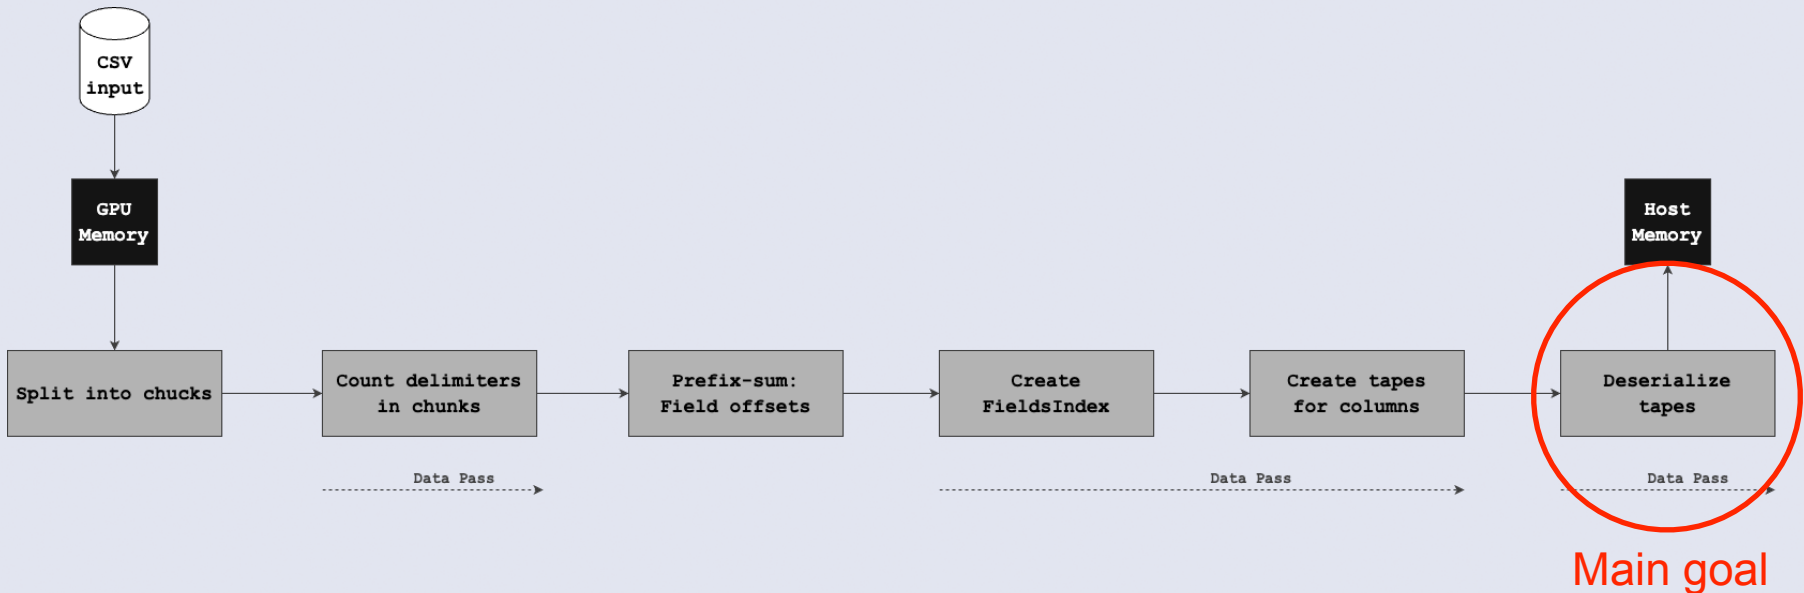 CSV
input
GPU
Memory
Host
Memory
Split into chucks
Count delimiters
in chunks
Prefix-sum:
Field offsets
Create
FieldsIndex
Create tapes
for columns
Deserialize
tapes
Data Pass
Data Pass
Data Pass
Main goal